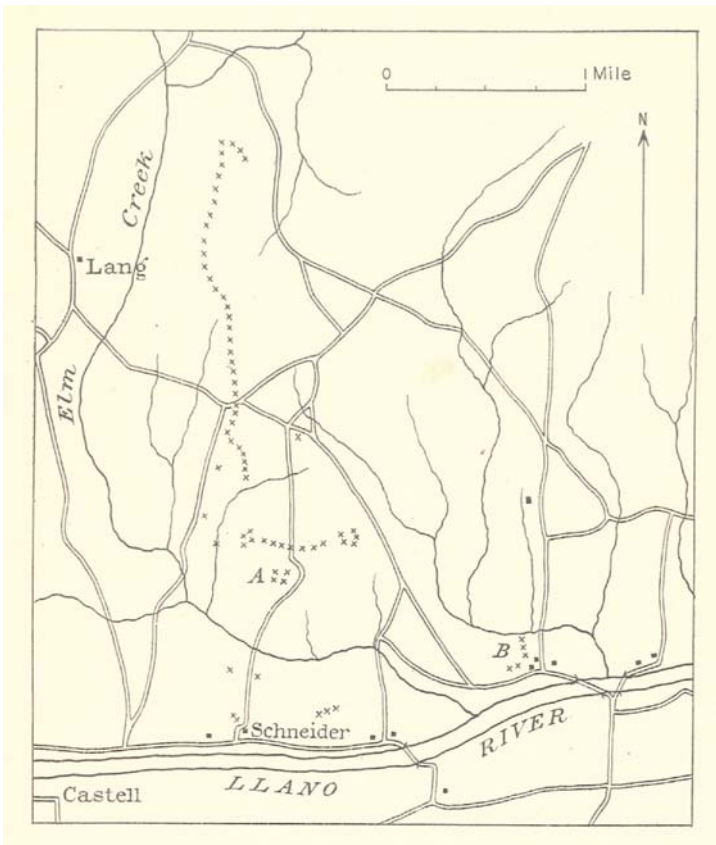 0 1 Mile
N
Creek
Lang
Elm
A
B
Schneider
RIVER
LLANO
Castell